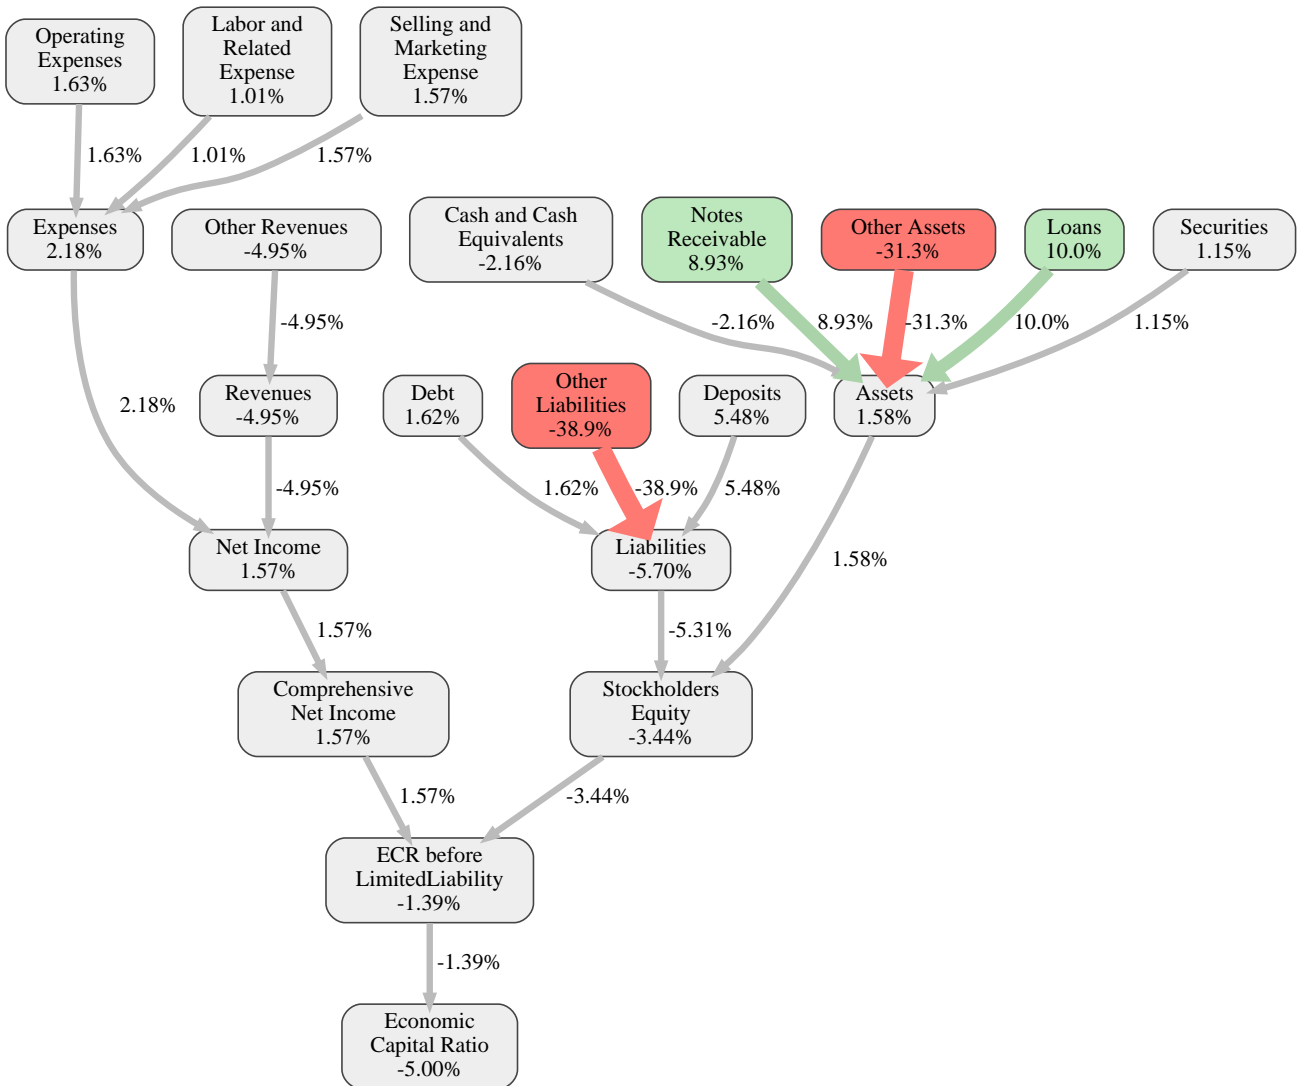 Operating
Expenses
1.63%
Labor and
Related
Expense
1.01%
Selling and
Marketing
Expense
1.57%
1.63%
1.01%
1.57%
Expenses
2.18%
Other Revenues
-4.95%
Cash and Cash
Equivalents
-2.16%
Notes
Receivable
8.93%
Other Assets
-31.3%
Loans
10.0%
Securities
1.15%
-4.95%
-2.16%
8.93%
-31.3%
10.0%
1.15%
2.18%
Revenues
-4.95%
Debt
1.62%
Other
Liabilities
-38.9%
Deposits
5.48%
Assets
1.58%
-4.95%
1.62%
-38.9%
5.48%
1.58%
Net Income
1.57%
Liabilities
-5.70%
1.57%
-5.31%
Comprehensive
Net Income
1.57%
Stockholders
Equity
-3.44%
1.57%
-3.44%
ECR before
LimitedLiability
-1.39%
-1.39%
Economic
Capital Ratio
-5.00%